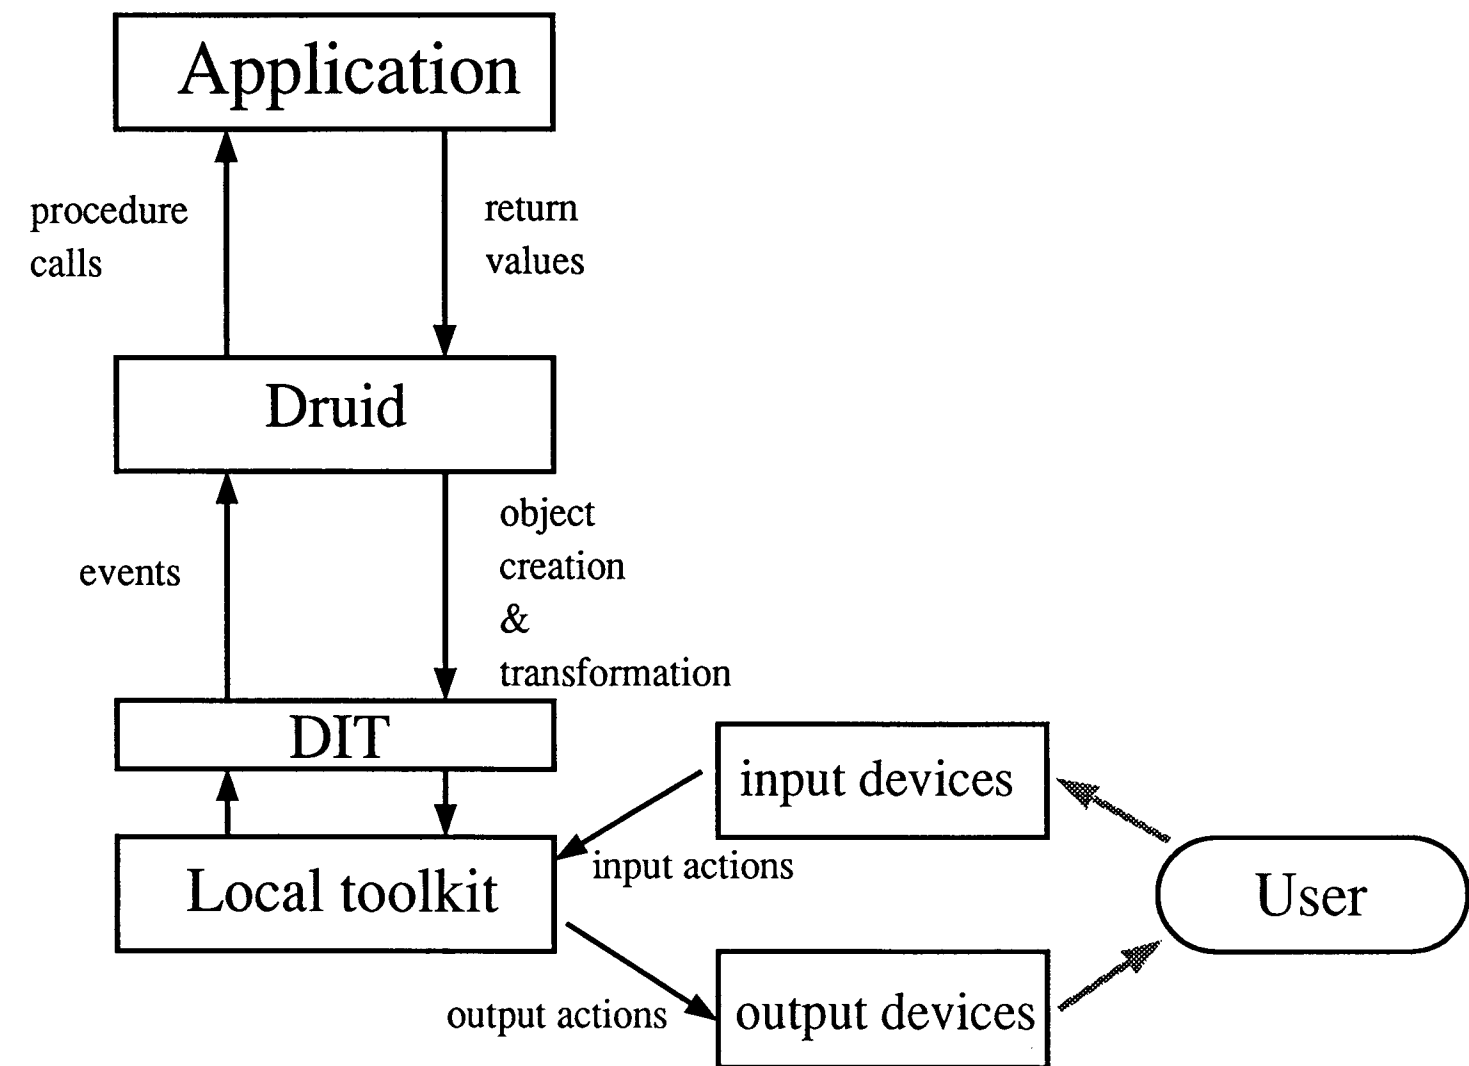 Application
procedure
calls
return
values
Druid
events
object
creation
&
transformation
DIT
input devices
input actions
Local toolkit
User
output actions
output devices